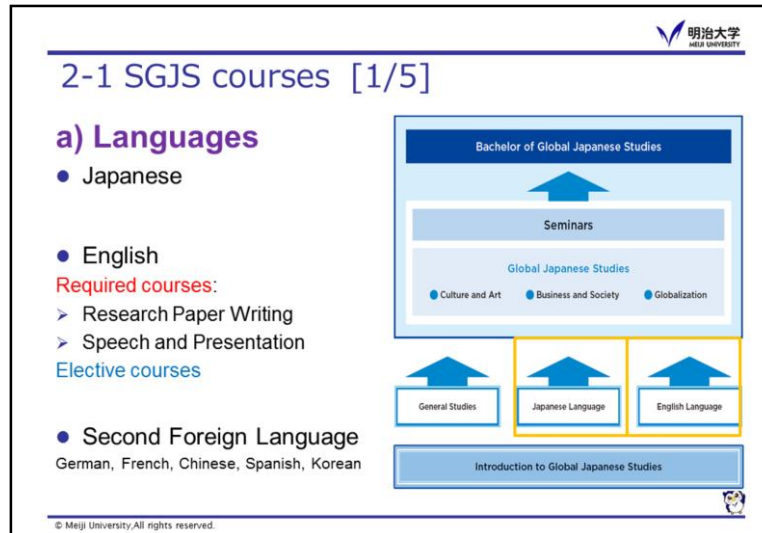 明治大学
MEIJI UNIVERSITY
2-1 SGJS courses [1/5]
a) Languages
● Japanese
● English
Required courses:
➢ Research Paper Writing
➢ Speech and Presentation
Elective courses
● Second Foreign Language
German, French, Chinese, Spanish, Korean
Bachelor of Global Japanese Studies
Seminars
Global Japanese Studies
● Culture and Art ● Business and Society ● Globalization
General Studies Japanese Language English Language
Introduction to Global Japanese Studies
© Meiji University,All rights reserved.